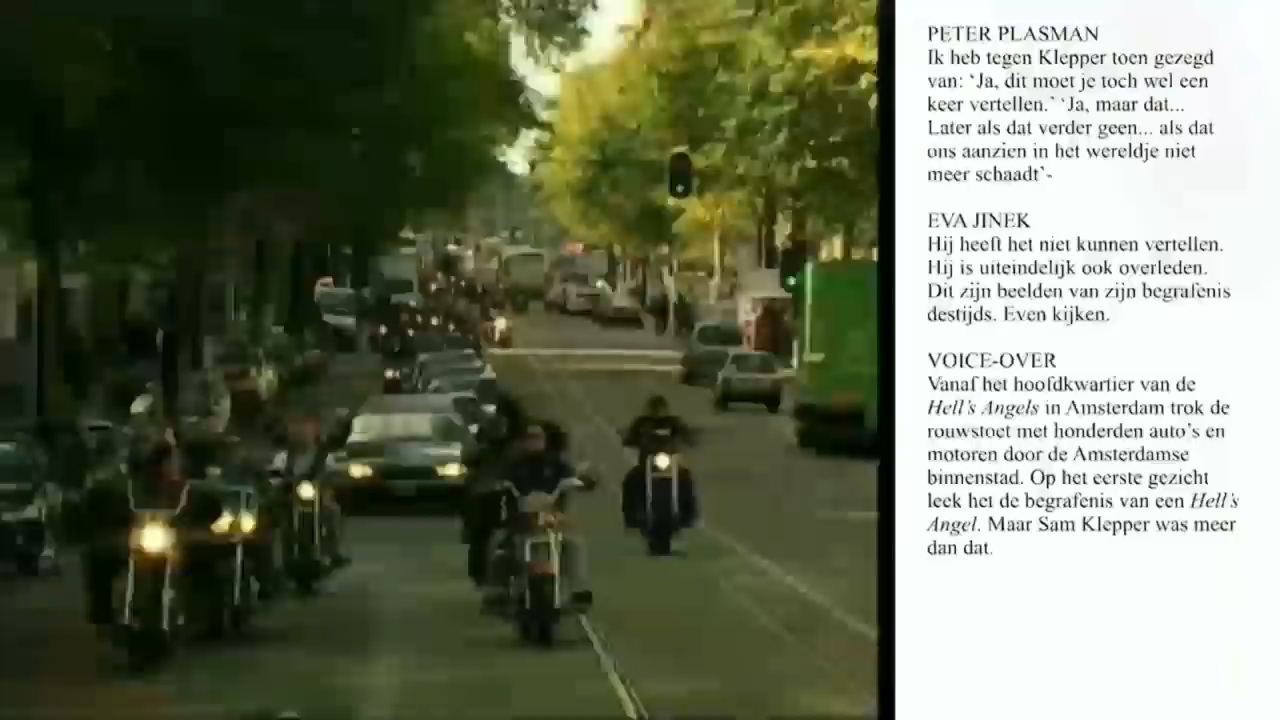 PETER PLASMAN
Ik heb tegen Klepper toen gezegd
van: ‘Ja, dit moet je toch wel een
keer vertellen.’ ‘Ja, maar dat...
Later als dat verder geen... als dat
ons aanzien in het wereldje niet
meer schaadt’-
EVA JINEK
Hij heeft het niet kunnen vertellen.
Hij is uiteindelijk ook overleden.
Dit zijn beelden van zijn begrafenis
destijds. Even kijken.
VOICE-OVER
Vanaf het hoofdkwartier van de
Hell’s Angels in Amsterdam trok de
rouwstoet met honderden auto’s en
motoren door de Amsterdamse
binnenstad. Op het eerste gezicht
leek het de begrafenis van een Hell’s
Angel. Maar Sam Klepper was meer
dan dat.